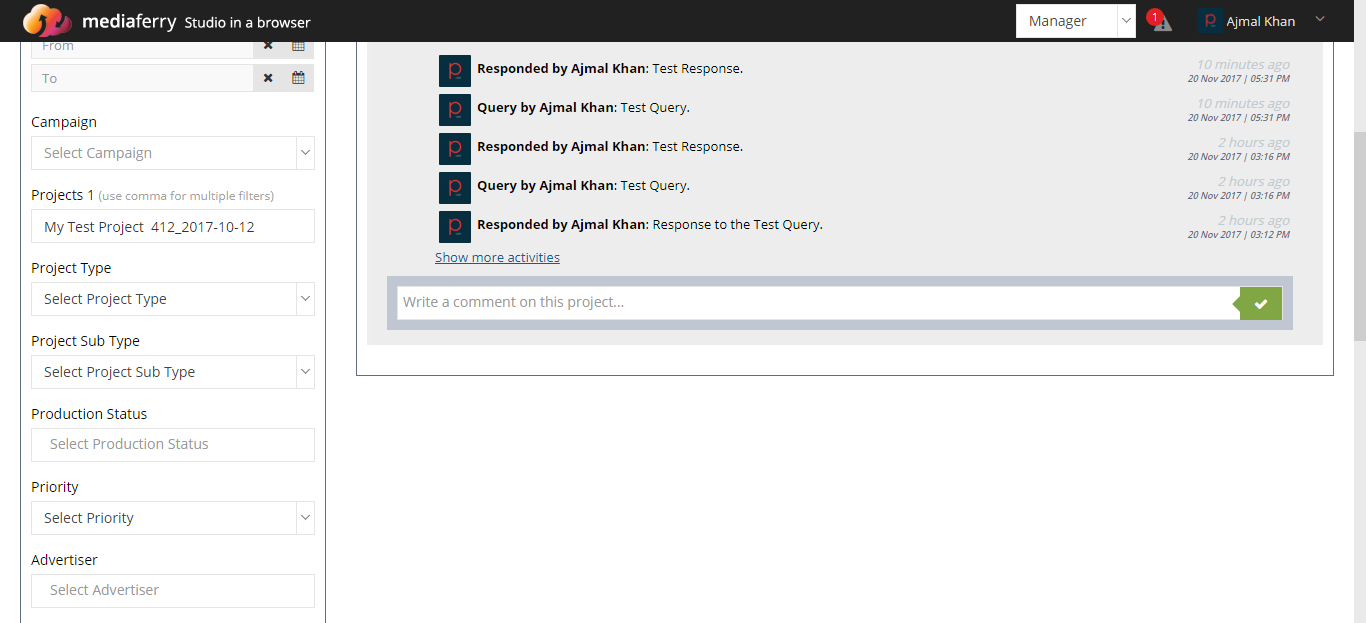 mediaferry Studio in a browser
Manager
1
Ajmal Khan
From
To
Campaign
Select Campaign
Projects 1 (use comma for multiple filters)
My Test Project 412_2017-10-12
Project Type
Select Project Type
Project Sub Type
Select Project Sub Type
Production Status
Select Production Status
Priority
Select Priority
Advertiser
Select Advertiser
Responded by Ajmal Khan: Test Response.
10 minutes ago
20 Nov 2017 | 05:31 PM
Query by Ajmal Khan: Test Query.
10 minutes ago
20 Nov 2017 | 05:31 PM
Responded by Ajmal Khan: Test Response.
2 hours ago
20 Nov 2017 | 03:16 PM
Query by Ajmal Khan: Test Query.
2 hours ago
20 Nov 2017 | 03:16 PM
Responded by Ajmal Khan: Response to the Test Query.
2 hours ago
20 Nov 2017 | 03:12 PM
Show more activities
Write a comment on this project...